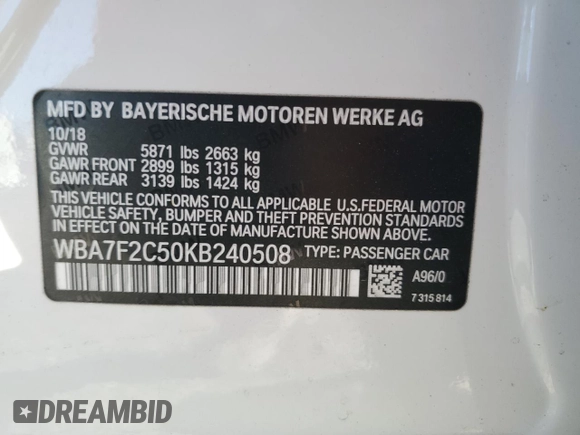 MFD BY BAYERISCHE MOTOREN WERKE AG
10/18
GVWR 5871 lbs 2663 kg
GAWR FRONT 2899 lbs 1315 kg
GAWR REAR 3139 lbs 1424 kg
THIS VEHICLE CONFORMS TO ALL APPLICABLE U.S.FEDERAL MOTOR
VEHICLE SAFETY, BUMPER AND THEFT PREVENTION STANDARDS
IN EFFECT ON THE DATE OF MANUFACTURE SHOWN ABOVE.
WBA7F2C50KB240508 TYPE: PASSENGER CAR
A96/0
7 315 814
DREAMBID